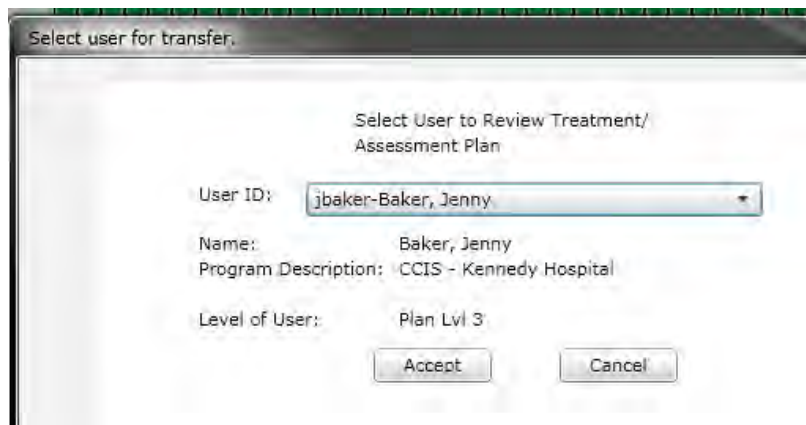 Select user for transfer.
Select User to Review Treatment/
Assessment Plan
User ID: jbaker-Baker, Jenny
Name: Baker, Jenny
Program Description: CCIS - Kennedy Hospital
Level of User: Plan Lvl 3
Accept Cancel